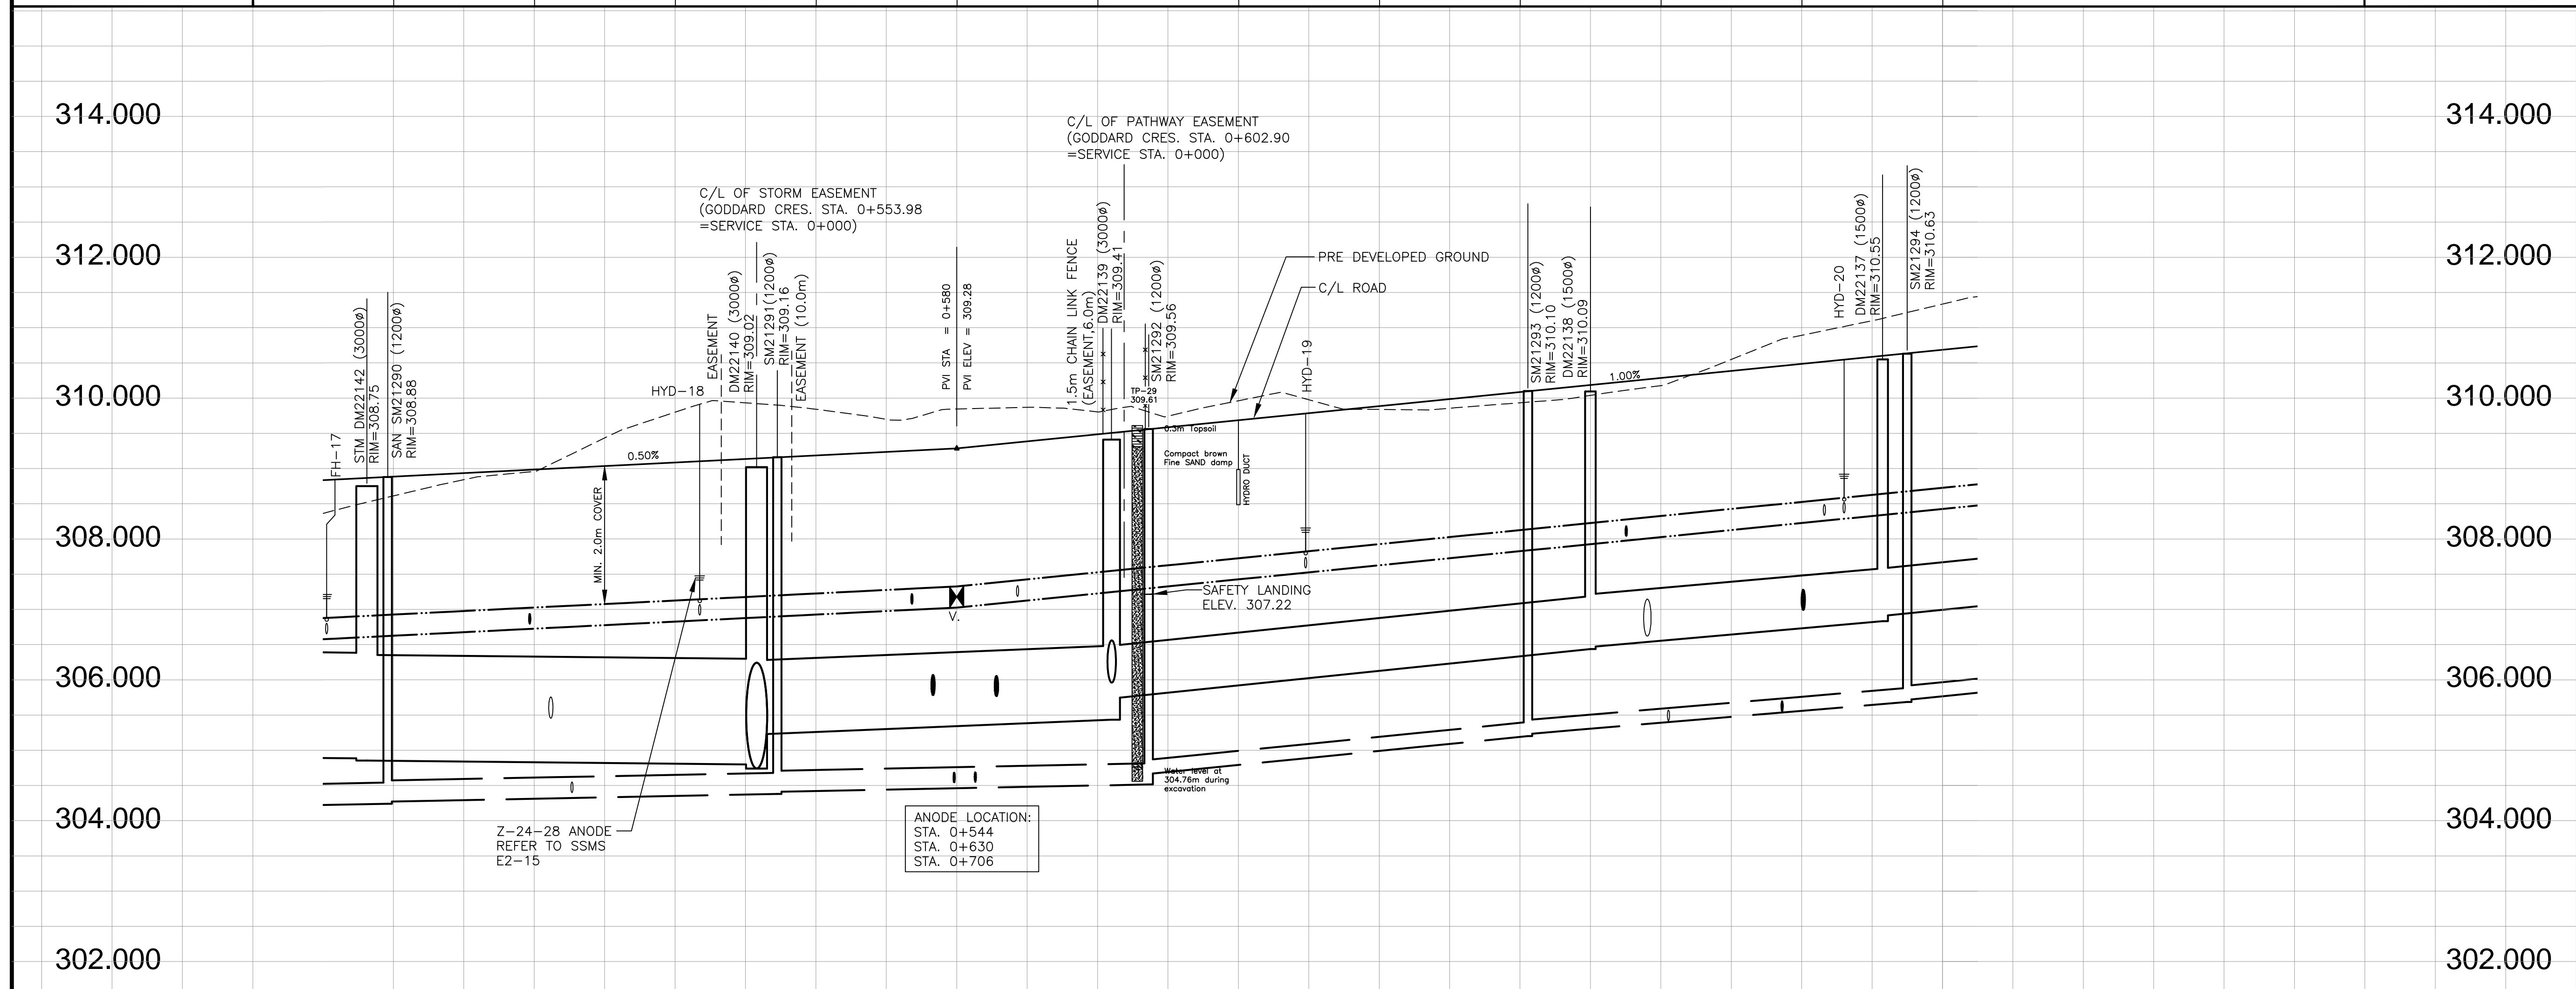 314.000
312.000
310.000
308.000
306.000
304.000
302.000
FH-17
STM DM22142 (3000ø)
RIM=308.75
SAN SM21290 (1200ø)
RIM=308.88
0.50%
MIN. 2.0m COVER
HYD-18
Z-24-28 ANODE
REFER TO SSMS
E2-15
C/L OF STORM EASEMENT
(GODDARD CRES. STA. 0+553.98
=SERVICE STA. 0+000)
EASEMENT
DM22140 (3000ø)
RIM=309.02
SM21291(1200ø)
RIM=309.16
EASEMENT (10.0m)
PVI STA = 0+580
PVI ELEV = 309.28
V.
ANODE LOCATION:
STA. 0+544
STA. 0+630
STA. 0+706
C/L OF PATHWAY EASEMENT
(GODDARD CRES. STA. 0+602.90
=SERVICE STA. 0+000)
1.5m CHAIN LINK FENCE
(EASEMENT,6.0m)
DM22139 (3000ø)
RIM=309.41
TP-29
309.61
SM21292 (1200ø)
RIM=309.56
0.3m Topsoil
Compact brown
Fine SAND damp
HYDRO DUCT
SAFETY LANDING
ELEV. 307.22
Water level at
304.76m during
excavation
PRE DEVELOPED GROUND
C/L ROAD
HYD-19
SM21293 (1200ø)
RIM=310.10
DM22138 (1500ø)
RIM=310.09
1.00%
HYD-20
DM22137 (1500ø)
RIM=310.55
SM21294 (1200ø)
RIM=310.63
314.000
312.000
310.000
308.000
306.000
304.000
302.000